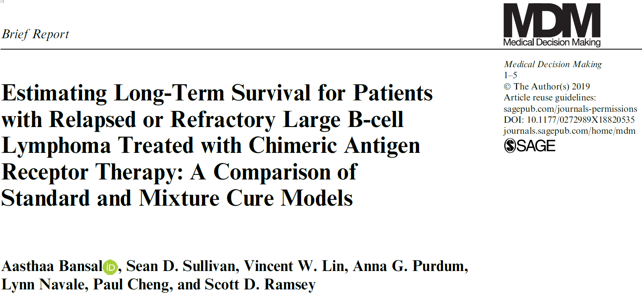 Brief Report
MDM
Medical Decision Making
Medical Decision Making
1–5
© The Author(s) 2019
Article reuse guidelines:
sagepub.com/journals-permissions
DOI: 10.1177/0272989X18820535
journals.sagepub.com/home/mdm
SAGE
Estimating Long-Term Survival for Patients
with Relapsed or Refractory Large B-cell
Lymphoma Treated with Chimeric Antigen
Receptor Therapy: A Comparison of
Standard and Mixture Cure Models
Aasthaa Bansal iD, Sean D. Sullivan, Vincent W. Lin, Anna G. Purdum,
Lynn Navale, Paul Cheng, and Scott D. Ramsey